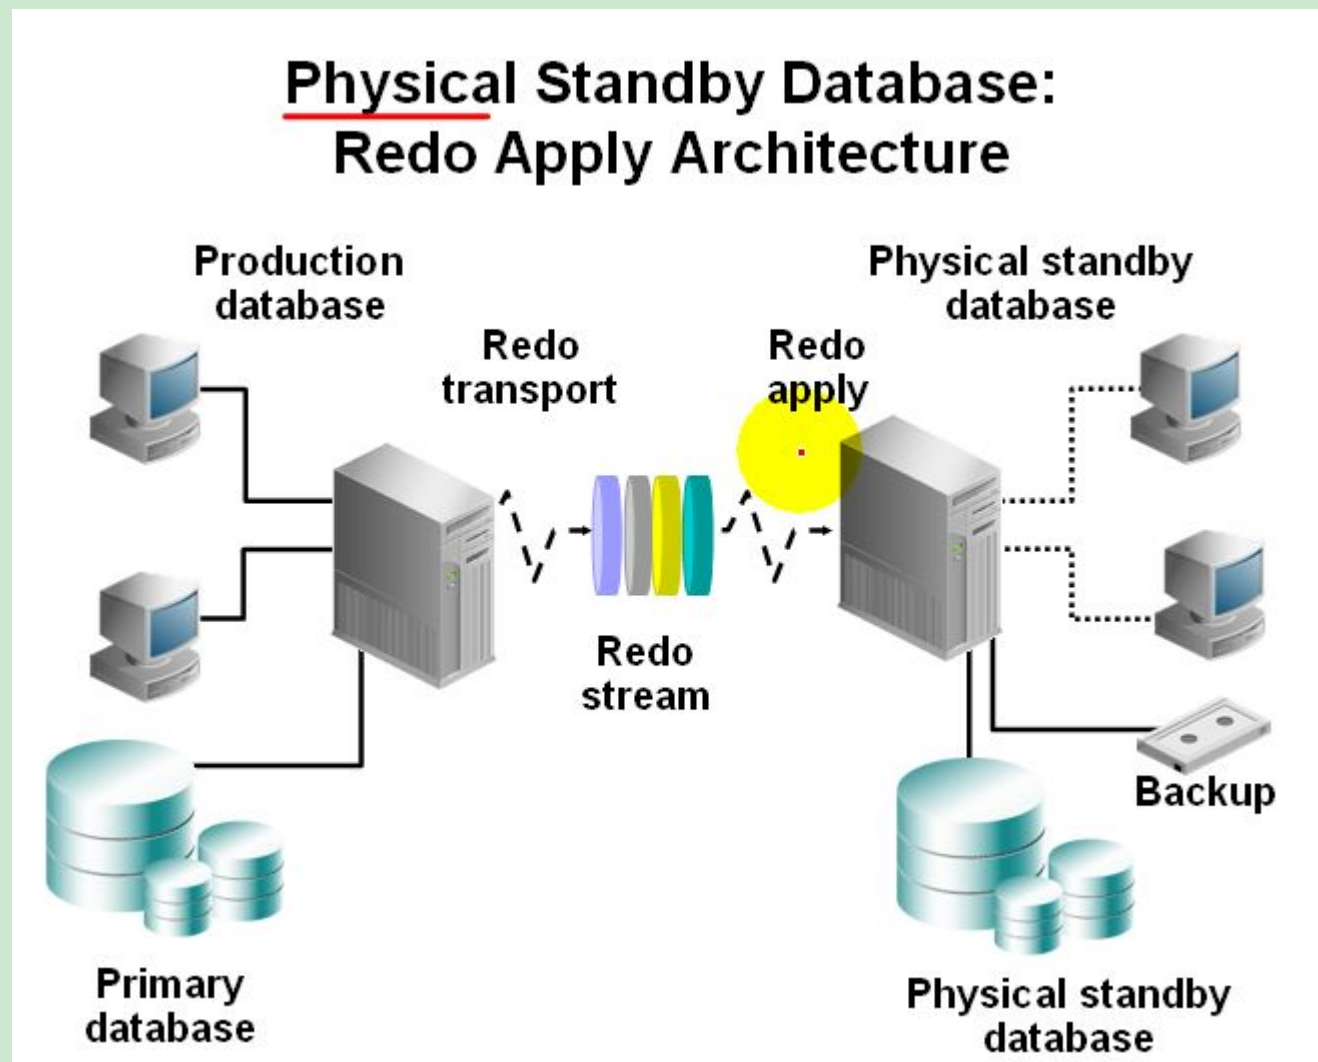 Physical Standby Database:
Redo Apply Architecture
Production
database
Physical standby
database
Redo
transport
Redo
apply
Redo
stream
Backup
Primary
database
Physical standby
database